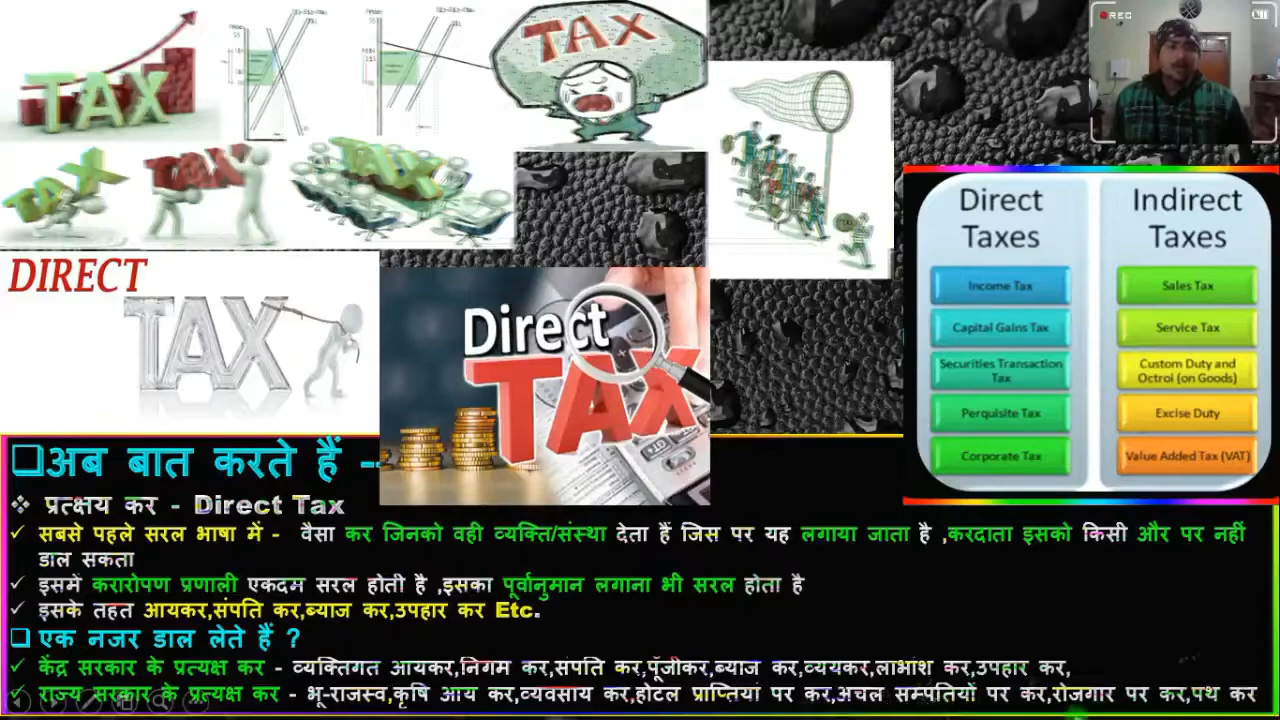 TAX
TAX
REC
TAX
TAX
TAX
TAX
DIRECT
TAX
Direct
TAX
Direct Taxes
Income Tax
Capital Gains Tax
Securities Transaction
Tax
Perquisite Tax
Corporate Tax
Indirect Taxes
Sales Tax
Service Tax
Custom Duty and
Octroi (on Goods)
Excise Duty
Value Added Tax (VAT)
❑अब बात करते हैं --
❖ प्रत्क्षय कर - Direct Tax
✓ सबसे पहले सरल भाषा में - वैसा कर जिनको वही व्यक्ति/संस्था देता हैं जिस पर यह लगाया जाता है ,करदाता इसको किसी और पर नहीं
डाल सकता
✓ इसमें करारोपण प्रणाली एकदम सरल होती है ,इसका पूर्वानुमान लगाना भी सरल होता है
✓ इसके तहत आयकर,संपति कर,ब्याज कर,उपहार कर Etc.
❑ एक नजर डाल लेते हैं ?
✓ केंद्र सरकार के प्रत्यक्ष कर - व्यक्तिगत आयकर,निगम कर,संपति कर,पूंजीकर,ब्याज कर,व्ययकर,लाभांश कर,उपहार कर,
✓ राज्य सरकार के प्रत्यक्ष कर - भू-राजस्व,कृषि आय कर,व्यवसाय कर,होटल प्राप्तियां पर कर,अचल सम्पतियों पर कर,रोजगार पर कर,पथ कर